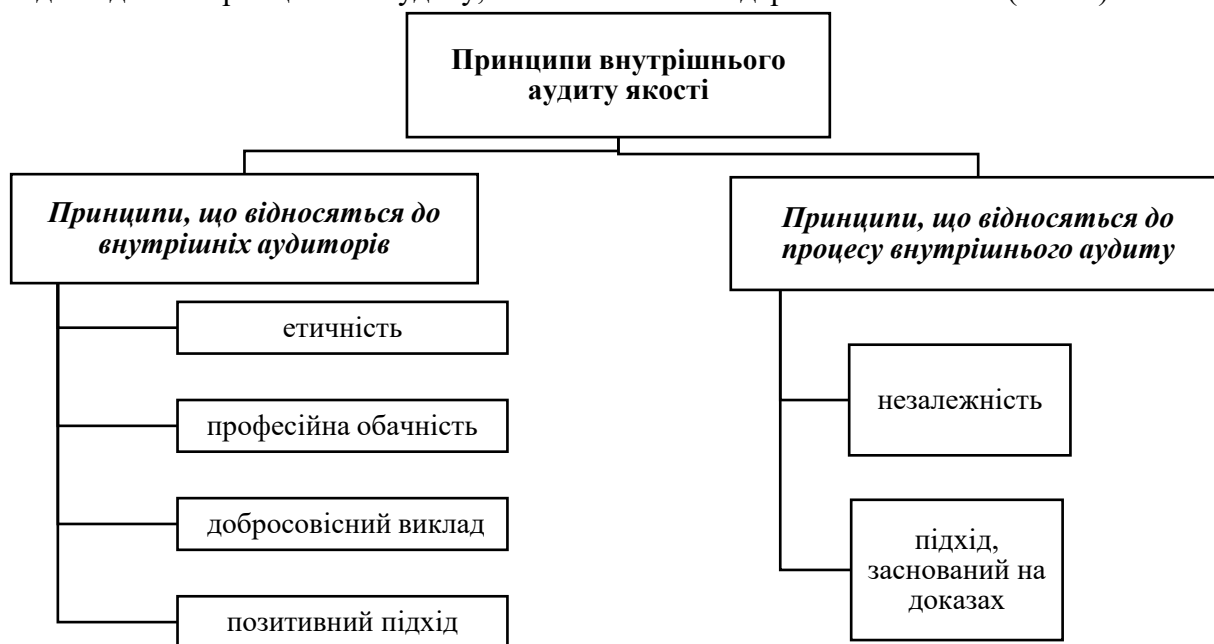 Принципи внутрішнього
аудиту якості
Принципи, що відносяться до
внутрішніх аудиторів
етичність
професійна обачність
добросовісний виклад
позитивний підхід
Принципи, що відносяться до
процесу внутрішнього аудиту
незалежність
підхід,
заснований на
доказах